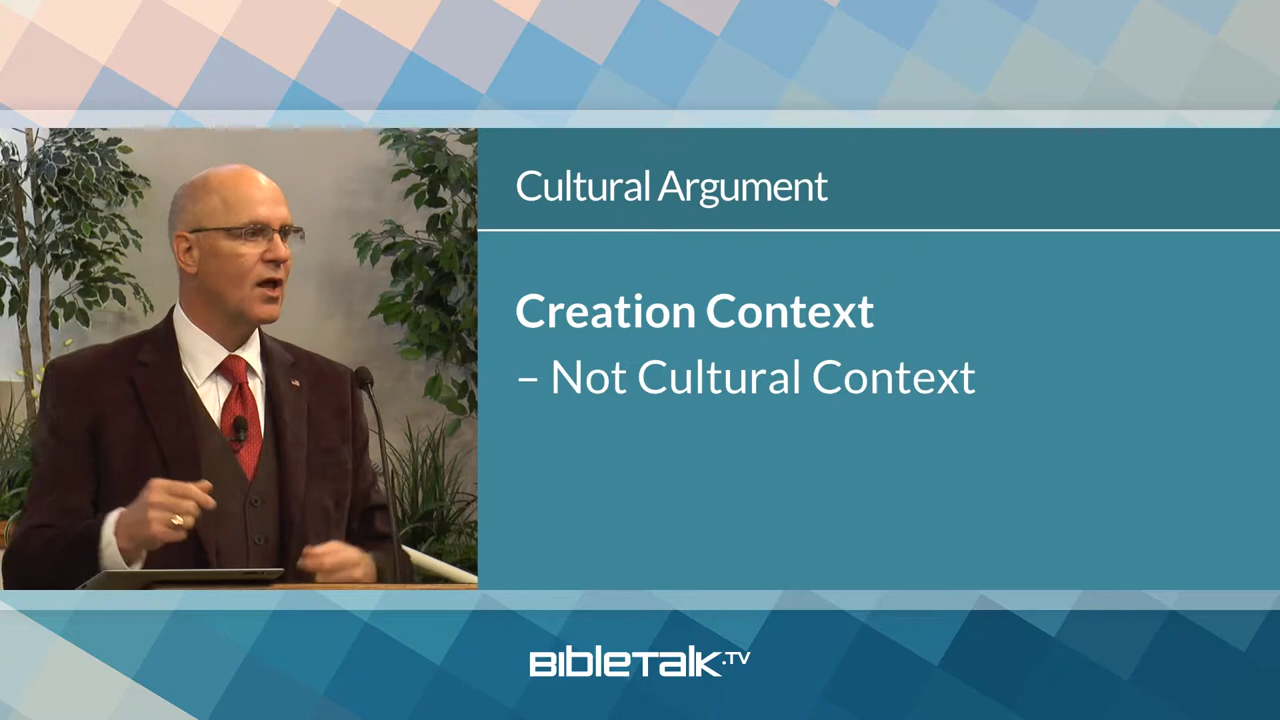 Cultural Argument
Creation Context
– Not Cultural Context
BIBLETALK.TV